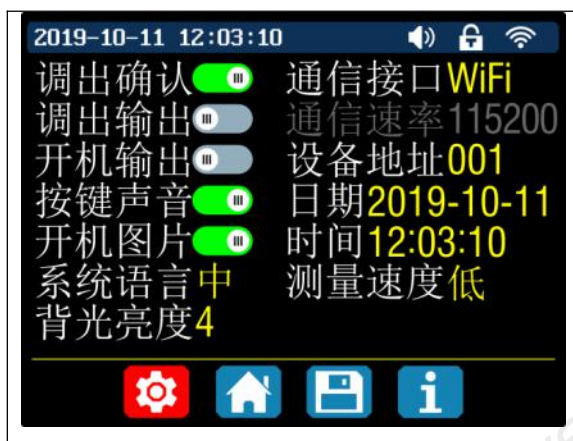 2019-10-11 12:03:10
调出确认 通信接口WiFi
调出输出 通信速率115200
开机输出 设备地址001
按键声音 日期2019-10-11
开机图片 时间12:03:10
系统语言中 测量速度低
背光亮度4